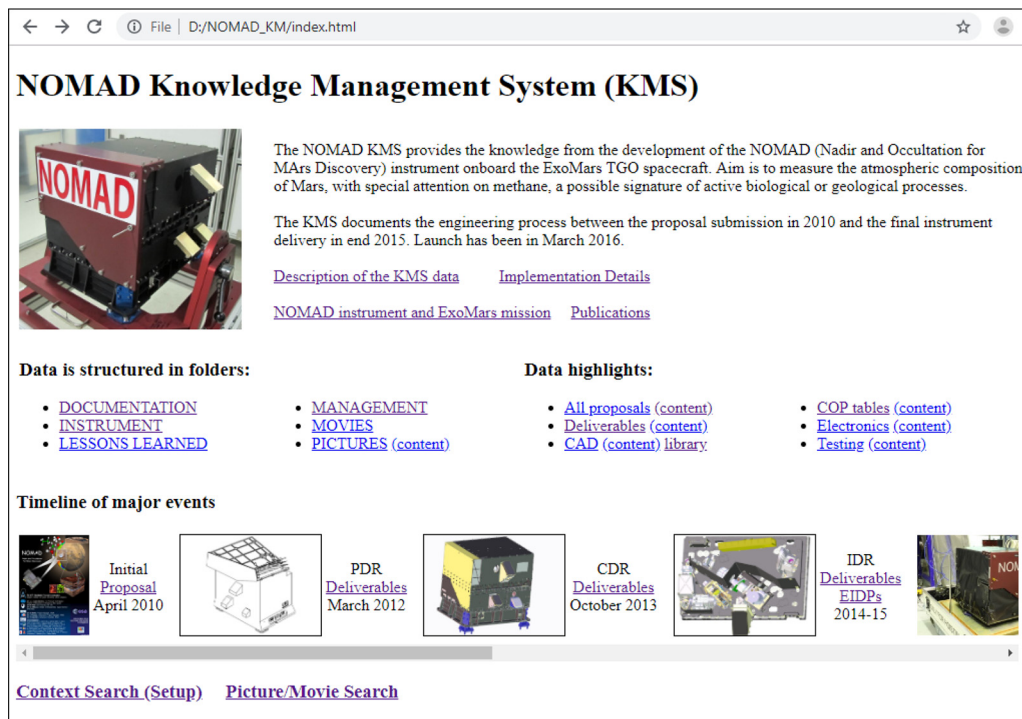 File | D:/NOMAD_KM/index.html
NOMAD Knowledge Management System (KMS)
NOMAD
The NOMAD KMS provides the knowledge from the development of the NOMAD (Nadir and Occultation for
MArs Discovery) instrument onboard the ExoMars TGO spacecraft. Aim is to measure the atmospheric composition
of Mars, with special attention on methane, a possible signature of active biological or geological processes.
The KMS documents the engineering process between the proposal submission in 2010 and the final instrument
delivery in end 2015. Launch has been in March 2016.
Description of the KMS data Implementation Details
NOMAD instrument and ExoMars mission Publications
Data is structured in folders: Data highlights:
• DOCUMENTATION • MANAGEMENT • All proposals (content) • COP tables (content)
• INSTRUMENT • MOVIES • Deliverables (content) • Electronics (content)
• LESSONS LEARNED • PICTURES (content) • CAD (content) library • Testing (content)
Timeline of major events
NOMAD
Initial
Proposal
April 2010
PDR
Deliverables
March 2012
CDR
Deliverables
October 2013
IDR
Deliverables
EIDPs
2014-15
Context Search (Setup) Picture/Movie Search